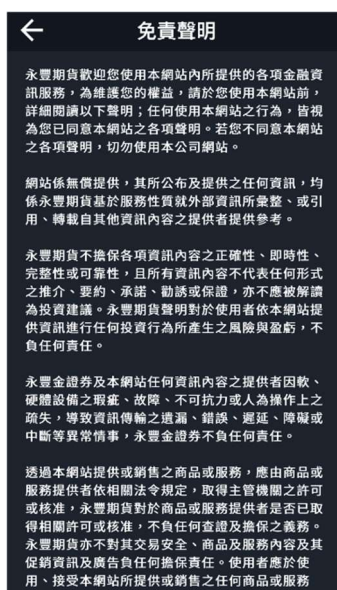 免責聲明
永豐期貨歡迎您使用本網站內所提供的各項金融資
訊服務，為維護您的權益，請於您使用本網站前，
詳細閱讀以下聲明；任何使用本網站之行為，皆視
為您已同意本網站之各項聲明。若您不同意本網站
之各項聲明，切勿使用本公司網站。
網站係無償提供，其所公布及提供之任何資訊，均
係永豐期貨基於服務性質就外部資訊所彙整、或引
用、轉載自其他資訊內容之提供者提供參考。
永豐期貨不擔保各項資訊內容之正確性、即時性、
完整性或可靠性，且所有資訊內容不代表任何形式
之推介、要約、承諾、勸誘或保證，亦不應被解讀
為投資建議。永豐期貨聲明對於使用者依本網站提
供資訊進行任何投資行為所產生之風險與盈虧，不
負任何責任。
永豐金證券及本網站任何資訊內容之提供者因軟、
硬體設備之瑕疵、故障、不可抗力或人為操作上之
疏失，導致資訊傳輸之遺漏、錯誤、遲延、障礙或
中斷等異常情事，永豐金證券不負任何責任。
透過本網站提供或銷售之商品或服務，應由商品或
服務提供者依相關法令規定，取得主管機關之許可
或核准，永豐期貨對於商品或服務提供者是否已取
得相關許可或核准，不負任何查證及擔保之義務。
永豐期貨亦不對其交易安全、商品及服務內容及其
促銷資訊及廣告負任何擔保責任。使用者應於使
用、接受本網站所提供或銷售之任何商品或服務